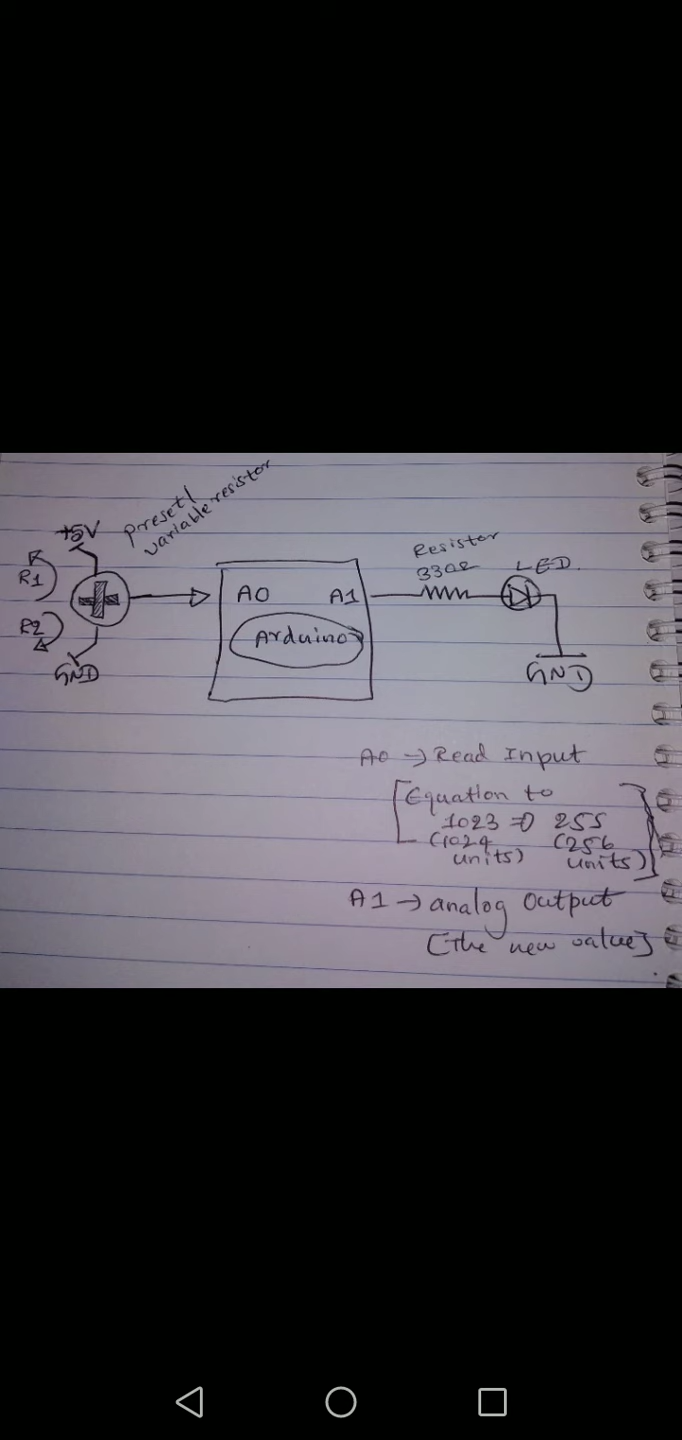 +5V
preset/
variable resistor
R1
R2
GND
A0 A1
Arduino
Resistor
330Ω
LED.
GND
A0 → Read Input
[Equation to
1023 => 255
(1024 (256
units) units)]
A1 → analog Output
[the new value]